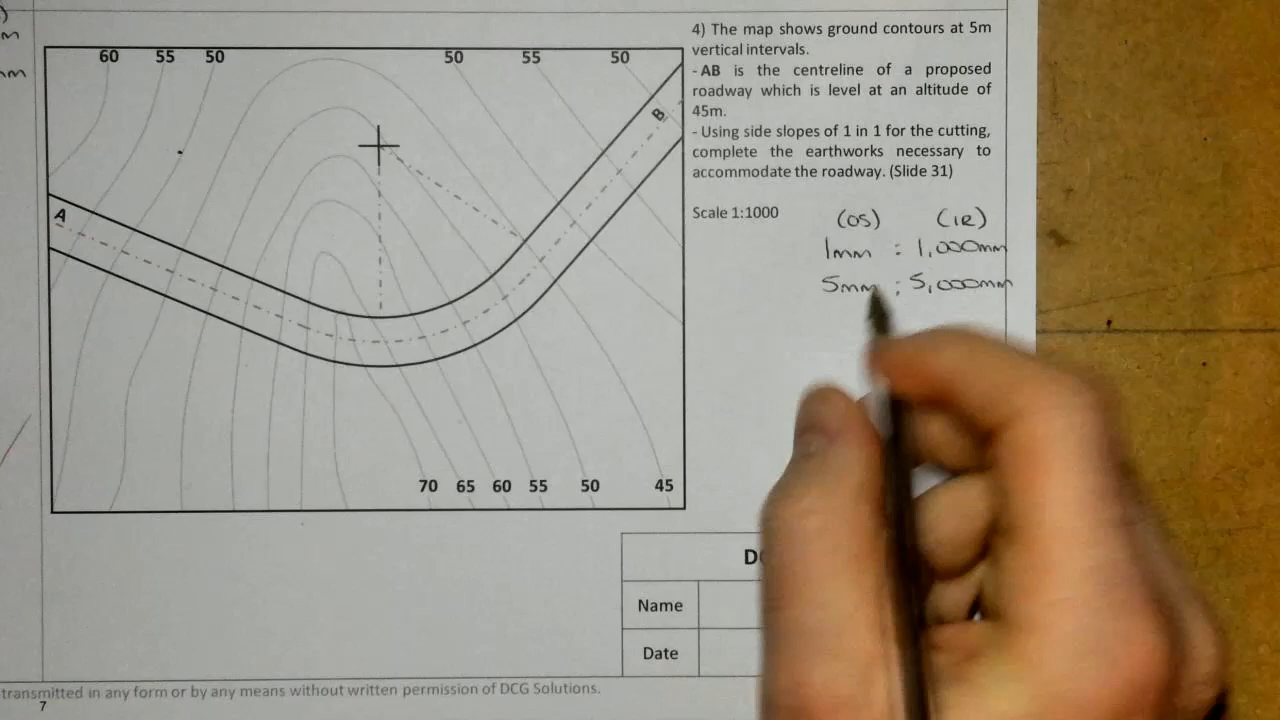 m
mm
60 55 50 50 55 50
A
B
70 65 60 55 50 45
4) The map shows ground contours at 5m
vertical intervals.
- AB is the centreline of a proposed
roadway which is level at an altitude of
45m.
- Using side slopes of 1 in 1 for the cutting,
complete the earthworks necessary to
accommodate the roadway. (Slide 31)
Scale 1:1000
(OS) (IR)
1mm : 1,000mm
5mm : 5,000mm
Name
Date
transmitted in any form or by any means without written permission of DCG Solutions.
7